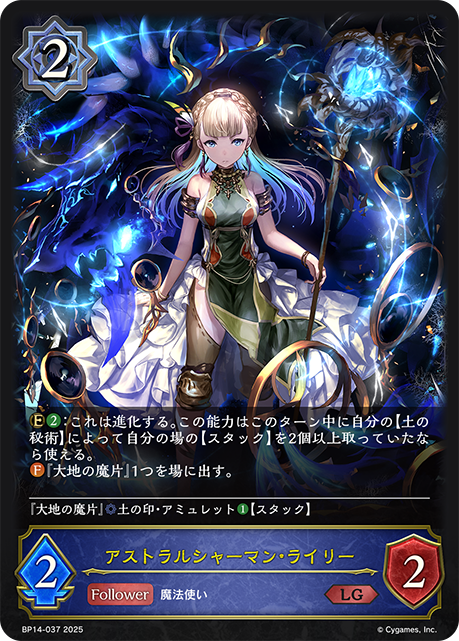 2
E 2:これは進化する。この能力はこのターン中に自分の【土の
秘術】によって自分の場の【スタック】を2個以上取っていたな
ら使える。
F『大地の魔片』1つを場に出す。
『大地の魔片』土の印・アミュレット1【スタック】
アストラルシャーマン・ライリー
2
Follower 魔法使い
LG
2
BP14-037 2025
© Cygames, Inc.